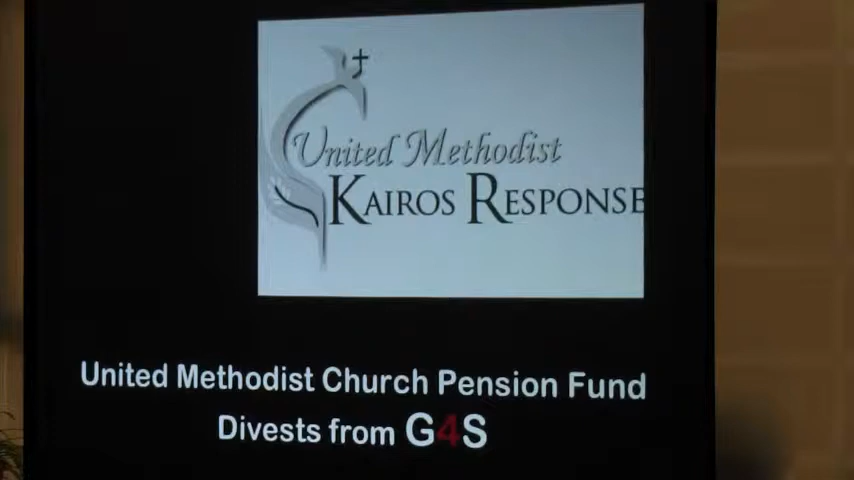 United Methodist
KAIROS RESPONSE
United Methodist Church Pension Fund
Divests from G4S